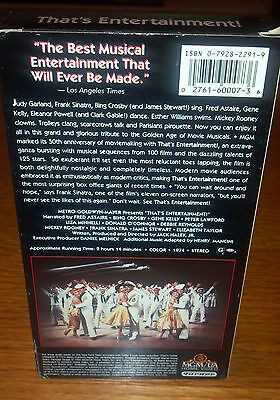 That's Entertainment!
"The Best Musical
Entertainment That
Will Ever Be Made."
— Los Angeles Times
ISBN 0-7928-2291-9
0 2761-60007-3 0
Judy Garland, Frank Sinatra, Bing Crosby (and James Stewart!) sing. Fred Astaire, Gene
Kelly, Eleanor Powell (and Clark Gable!) dance. Esther Williams swims. Mickey Rooney
clowns. Trolleys clang, scarecrows talk and Parisians pirouette. Now you can enjoy it
all in this grand and glorious tribute to the Golden Age of Movie Musicals. • MGM
marked its 50th anniversary of moviemaking with That's Entertainment!, an extrava-
ganza bursting with musical sequences from 100 films and the dazzling talents of
125 stars. • So exuberant it'll set even the most reluctant toes tapping, the film is
both delightfully nostalgic and completely timeless. Modern movie audiences
embraced it as enthusiastically as modern critics, making That's Entertainment! one of
the most surprising box office giants of recent times. • "You can wait around and
hope," says Frank Sinatra, one of the film's eleven on-screen narrators, "but you'll
never see the likes of this again." Don't wait. See That's Entertainment!
METRO-GOLDWYN-MAYER Presents "THAT'S ENTERTAINMENT!"
Narrated by FRED ASTAIRE • BING CROSBY • GENE KELLY • PETER LAWFORD
LIZA MINNELLI • DONALD O'CONNOR • DEBBIE REYNOLDS
MICKEY ROONEY • FRANK SINATRA • JAMES STEWART • ELIZABETH TAYLOR
Written, Produced and Directed by JACK HALEY, JR.
Executive Producer DANIEL MELNICK Additional Music Adapted by HENRY MANCINI
Approximate Running Time: 2 hours 14 minutes • COLOR • 1974 • STEREO
G
MGM/UA